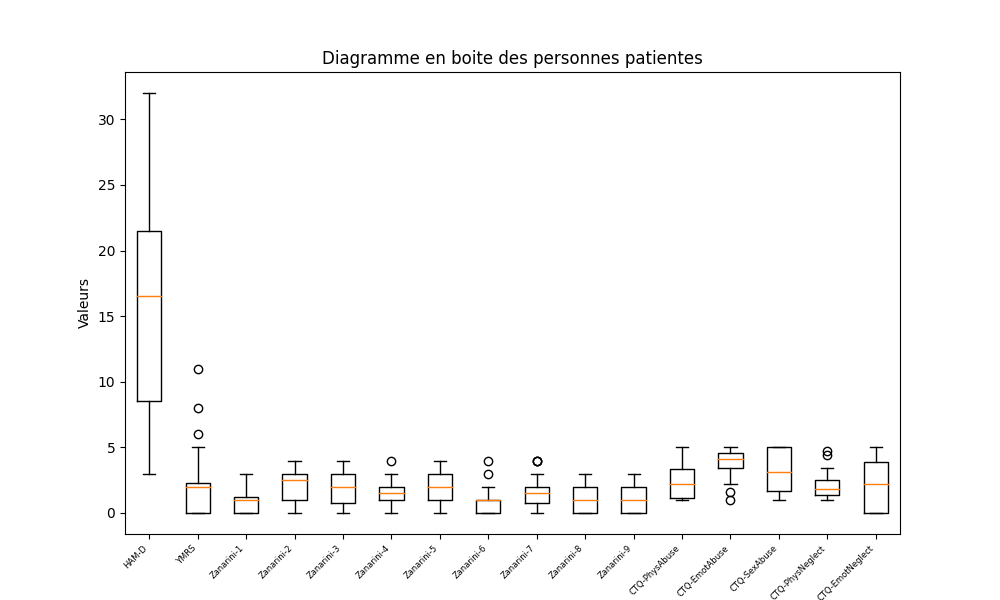 Diagramme en boite des personnes patientes
Valeurs
30
25
20
15
10
5
0
HAM-D
YMRS
Zanarini-1
Zanarini-2
Zanarini-3
Zanarini-4
Zanarini-5
Zanarini-6
Zanarini-7
Zanarini-8
Zanarini-9
CTQ-PhysAbuse
CTQ-EmotAbuse
CTQ-SexAbuse
CTQ-PhysNeglect
CTQ-EmotNeglect